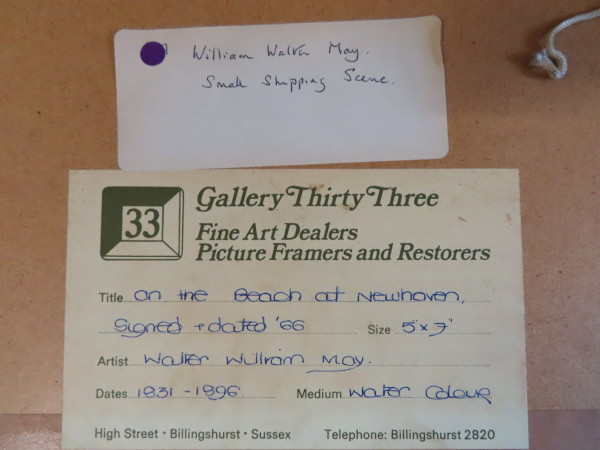 William Walter May.
Small Shipping Scene.
33
Gallery Thirty Three
Fine Art Dealers
Picture Framers and Restorers
Title on the Beach at Newhaven,
Signed + dated '66 Size 5" x 7"
Artist Walter William May.
Dates 1831 - 1896 Medium Water Colour
High Street · Billingshurst · Sussex Telephone: Billingshurst 2820